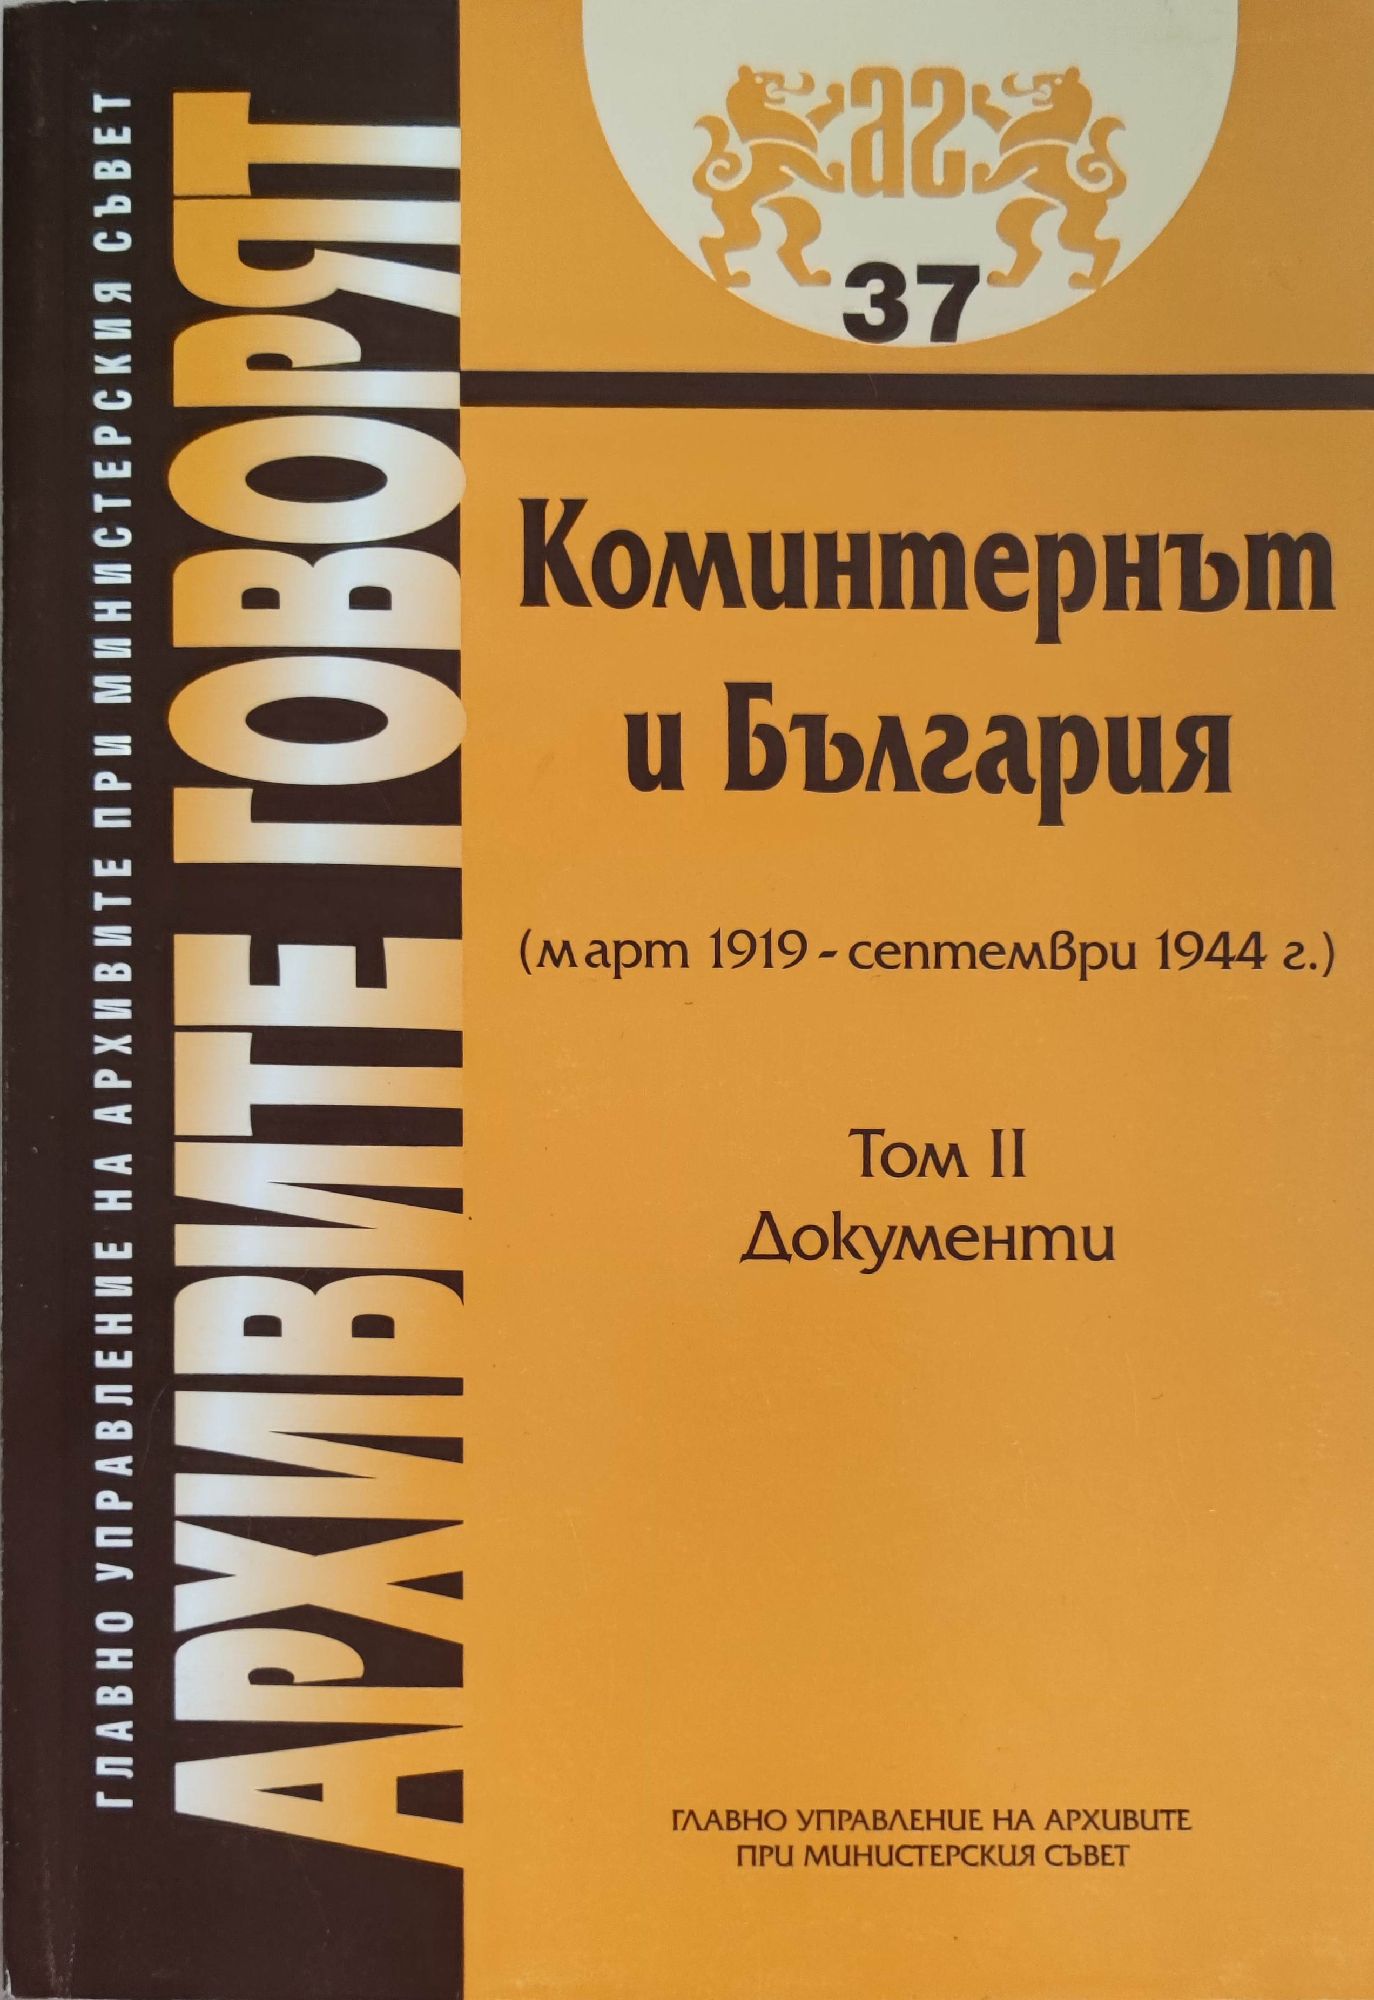 ГЛАВНО УПРАВЛЕНИЕ НА АРХИВИТЕ ПРИ МИНИСТЕРСКИЯ СЪВЕТ
АРХИВИТЕ ГОВОРЯТ
аг
37
Коминтернът
и България
(март 1919 - септември 1944 г.)
Том II
Документи
ГЛАВНО УПРАВЛЕНИЕ НА АРХИВИТЕ
ПРИ МИНИСТЕРСКИЯ СЪВЕТ